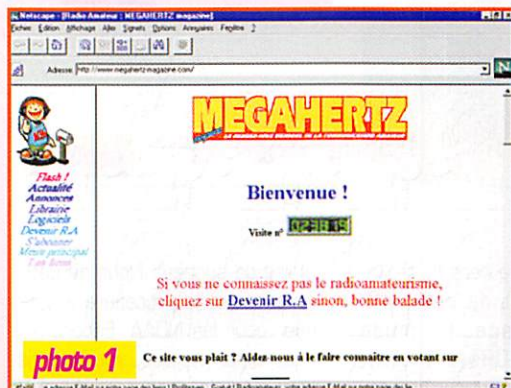 Netscape - [Radio Amateur : MEGAHERTZ magazine]
Fichier Edition Affichage Aller Signets Options Annuaires Fenêtre ?
Adresse: http://www.megahertz-magazine.com/
MEGAHERTZ
Bienvenue !
Visite n°
Flash !
Actualité
Annonces
Librairie
Logiciels
Devenir R.A
S'abonner
Menu principal
Si vous ne connaissez pas le radioamateurisme,
cliquez sur Devenir R.A sinon, bonne balade !
Ce site vous plait ? Aidez-nous à le faire connaitre en votant sur
photo 1